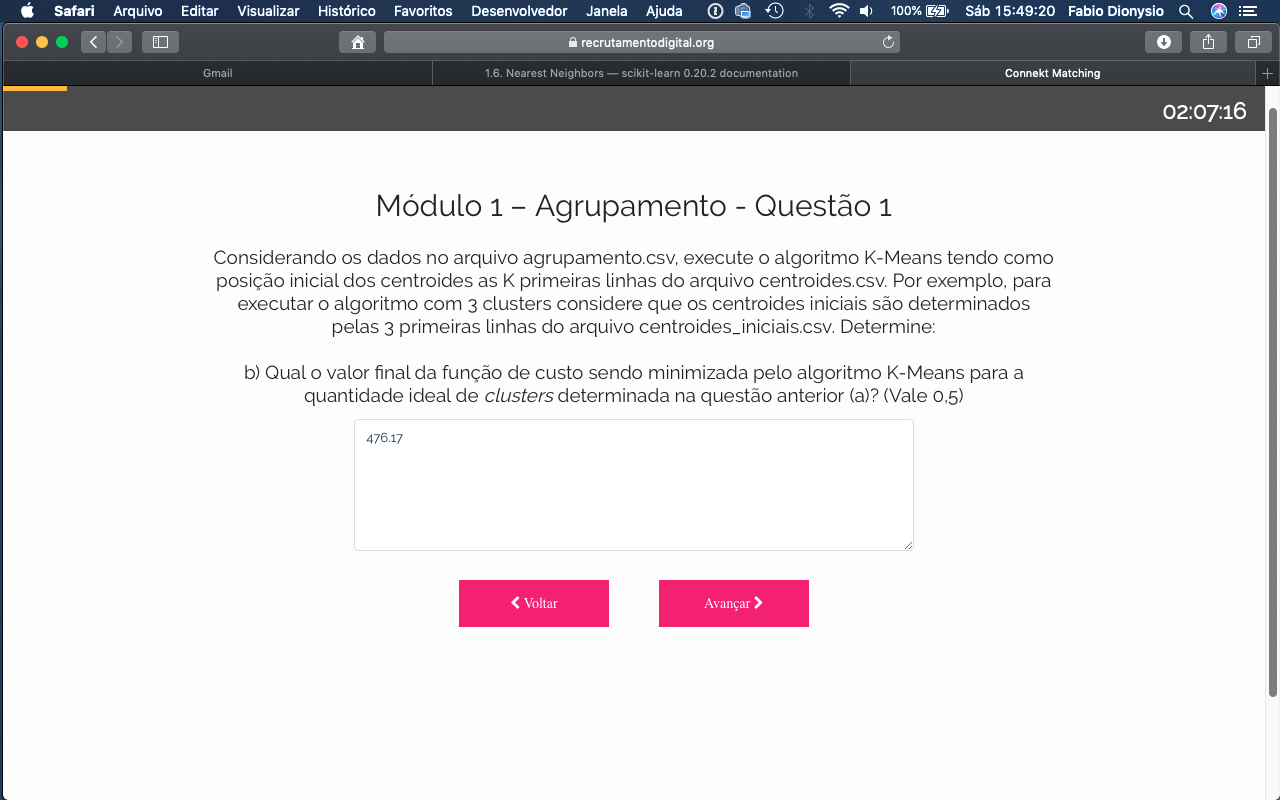 Safari Arquivo Editar Visualizar Histórico Favoritos Desenvolvedor Janela Ajuda 100% Sáb 15:49:20 Fabio Dionysio
recrutamentodigital.org
Gmail 1.6. Nearest Neighbors — scikit-learn 0.20.2 documentation Connekt Matching
02:07:16
Módulo 1 – Agrupamento - Questão 1
Considerando os dados no arquivo agrupamento.csv, execute o algoritmo K-Means tendo como
posição inicial dos centroides as K primeiras linhas do arquivo centroides.csv. Por exemplo, para
executar o algoritmo com 3 clusters considere que os centroides iniciais são determinados
pelas 3 primeiras linhas do arquivo centroides_iniciais.csv. Determine:
b) Qual o valor final da função de custo sendo minimizada pelo algoritmo K-Means para a
quantidade ideal de clusters determinada na questão anterior (a)? (Vale 0,5)
476.17
Voltar Avançar